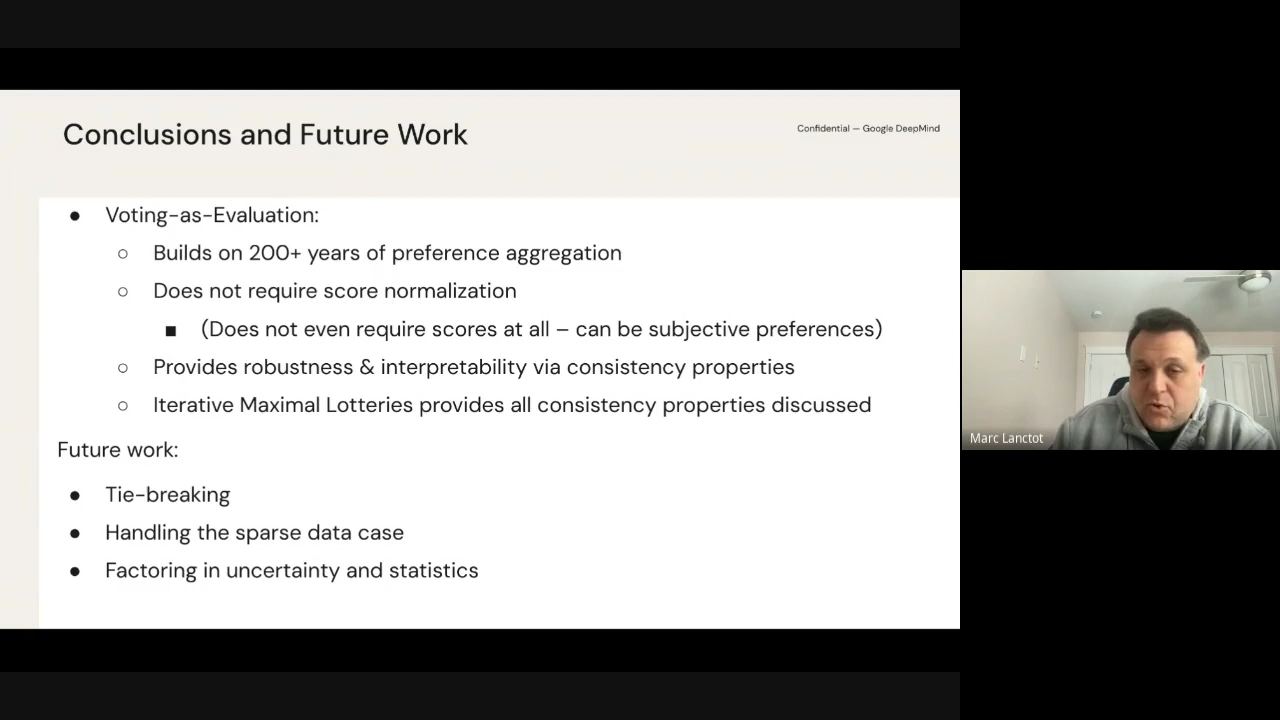 Conclusions and Future Work
Confidential — Google DeepMind
● Voting-as-Evaluation:
○ Builds on 200+ years of preference aggregation
○ Does not require score normalization
■ (Does not even require scores at all – can be subjective preferences)
○ Provides robustness & interpretability via consistency properties
○ Iterative Maximal Lotteries provides all consistency properties discussed
Future work:
● Tie-breaking
● Handling the sparse data case
● Factoring in uncertainty and statistics
Marc Lanctot